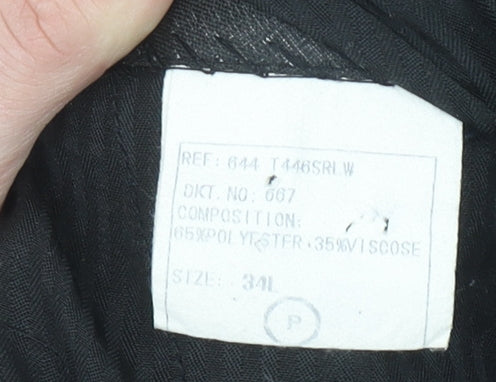 REF: 644 T446SRLW
DKT. NO: 667
COMPOSITION:
65%POLYESTER.35%VISCOSE
SIZE: 34L
P